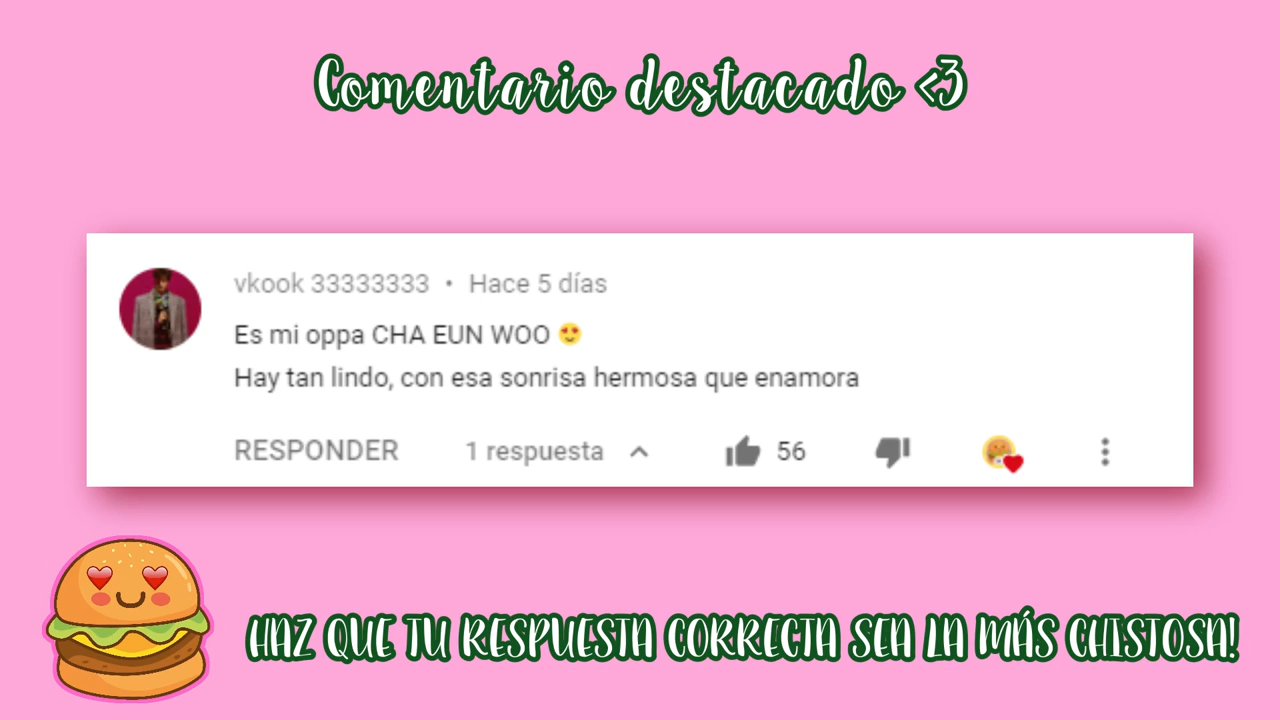 Comentario destacado <3
vkook 33333333 • Hace 5 días
Es mi oppa CHA EUN WOO 😍
Hay tan lindo, con esa sonrisa hermosa que enamora
RESPONDER 1 respuesta 56
HAZ QUE TU RESPUESTA CORRECTA SEA LA MÁS CHISTOSA!